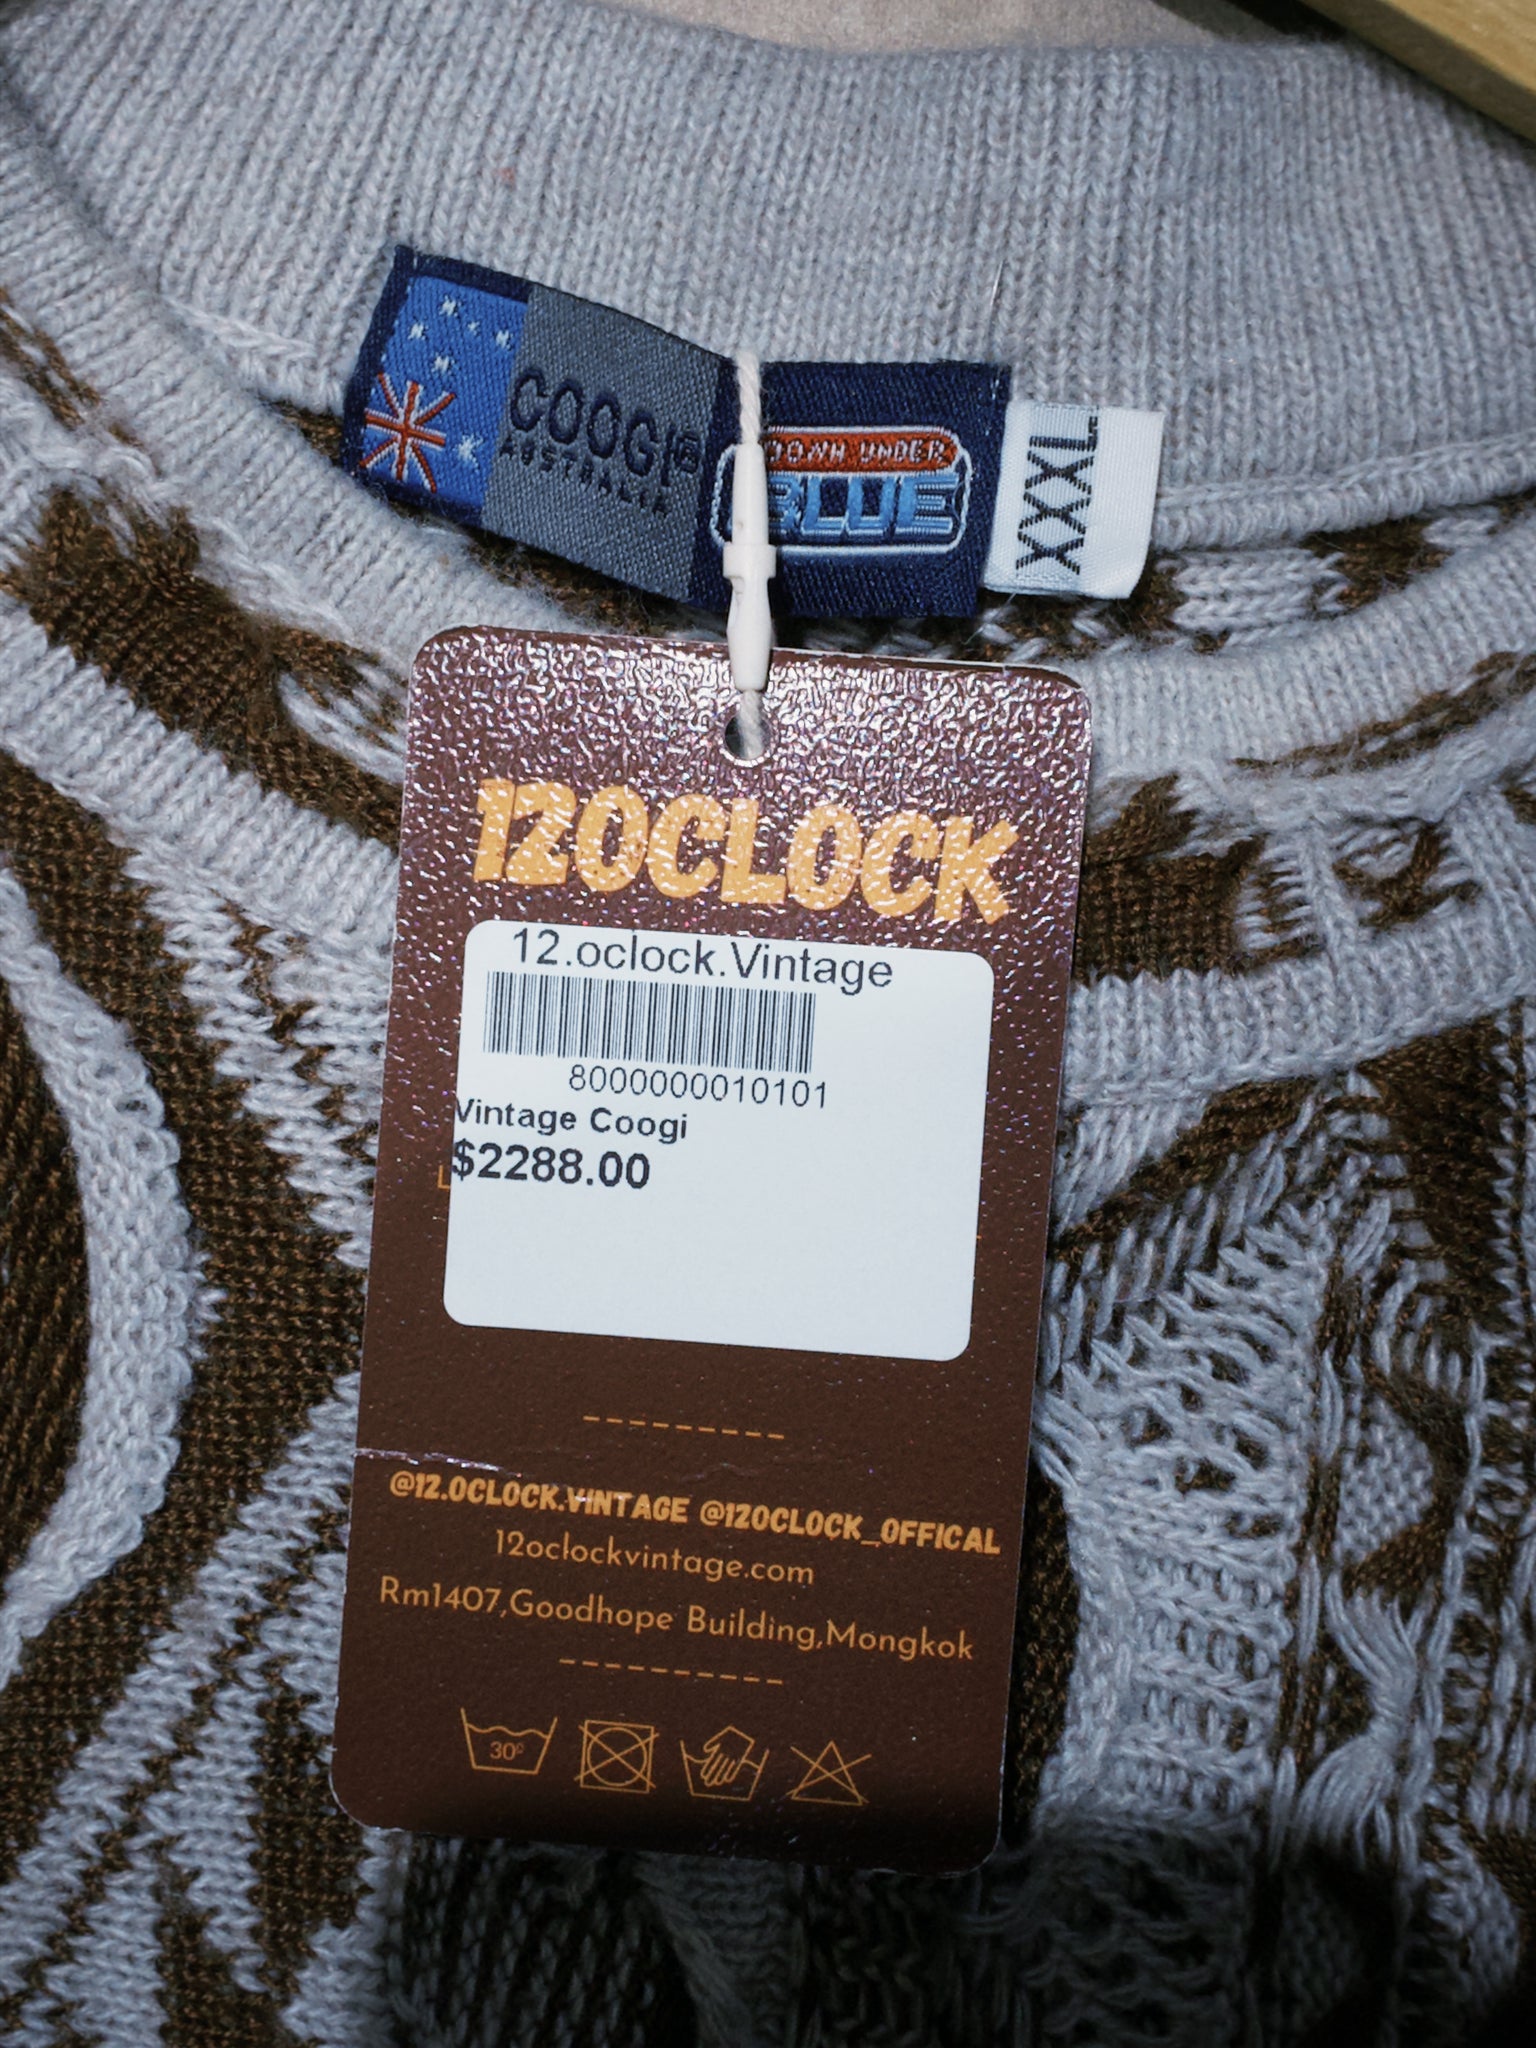 COOGI®
AUSTRALIA
DOWN UNDER
BLUE
XXXL
12OCLOCK
12.oclock.Vintage
8000000010101
Vintage Coogi
$2288.00
@12.OCLOCK.VINTAGE @12OCLOCK_OFFICAL
12oclockvintage.com
Rm1407,Goodhope Building,Mongkok
30°